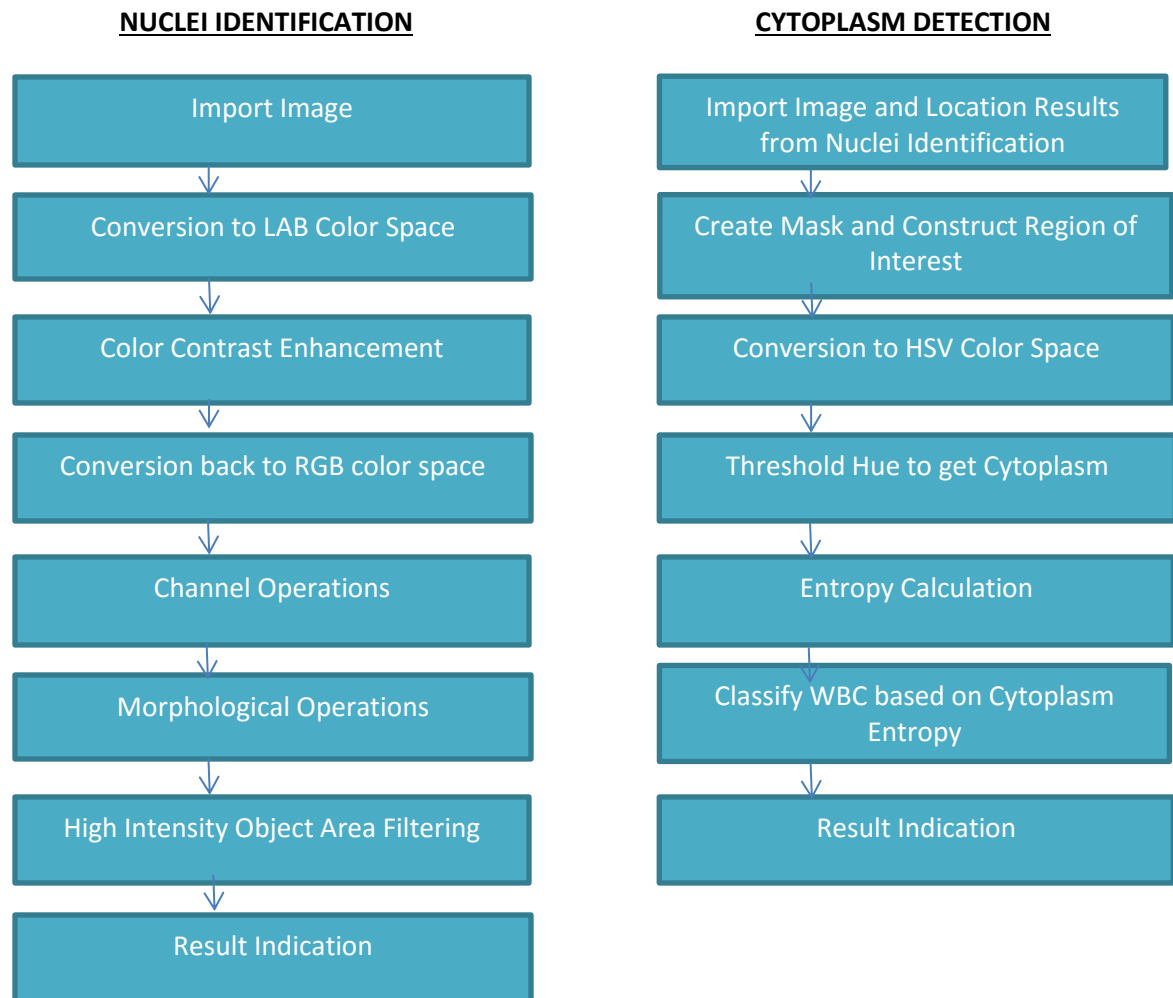 NUCLEI IDENTIFICATION
Import Image
Conversion to LAB Color Space
Color Contrast Enhancement
Conversion back to RGB color space
Channel Operations
Morphological Operations
High Intensity Object Area Filtering
Result Indication
CYTOPLASM DETECTION
Import Image and Location Results
from Nuclei Identification
Create Mask and Construct Region of
Interest
Conversion to HSV Color Space
Threshold Hue to get Cytoplasm
Entropy Calculation
Classify WBC based on Cytoplasm
Entropy
Result Indication